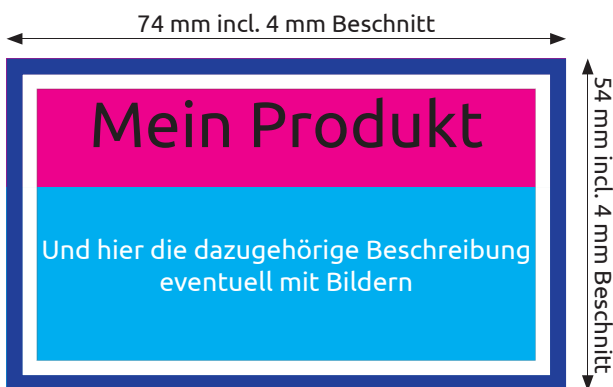 74 mm incl. 4 mm Beschnitt
Mein Produkt
Und hier die dazugehörige Beschreibung
eventuell mit Bildern
54 mm incl. 4 mm Beschnitt